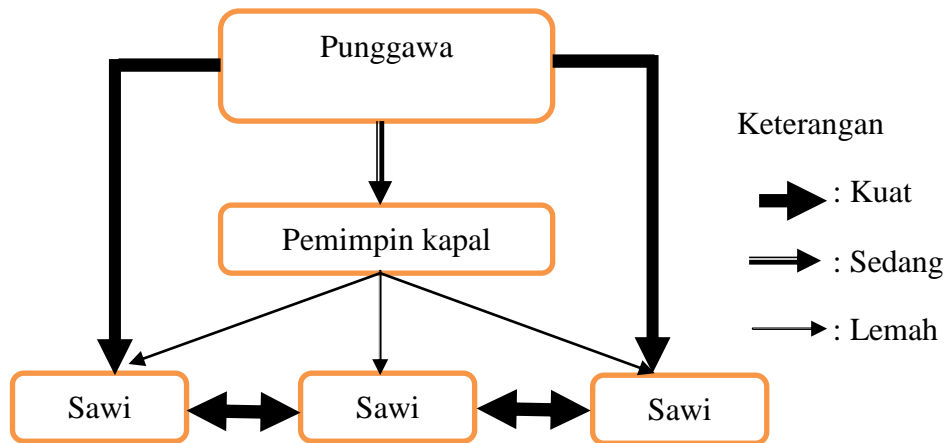 Punggawa
Keterangan
: Kuat
Pemimpin kapal
: Sedang
: Lemah
Sawi
Sawi
Sawi